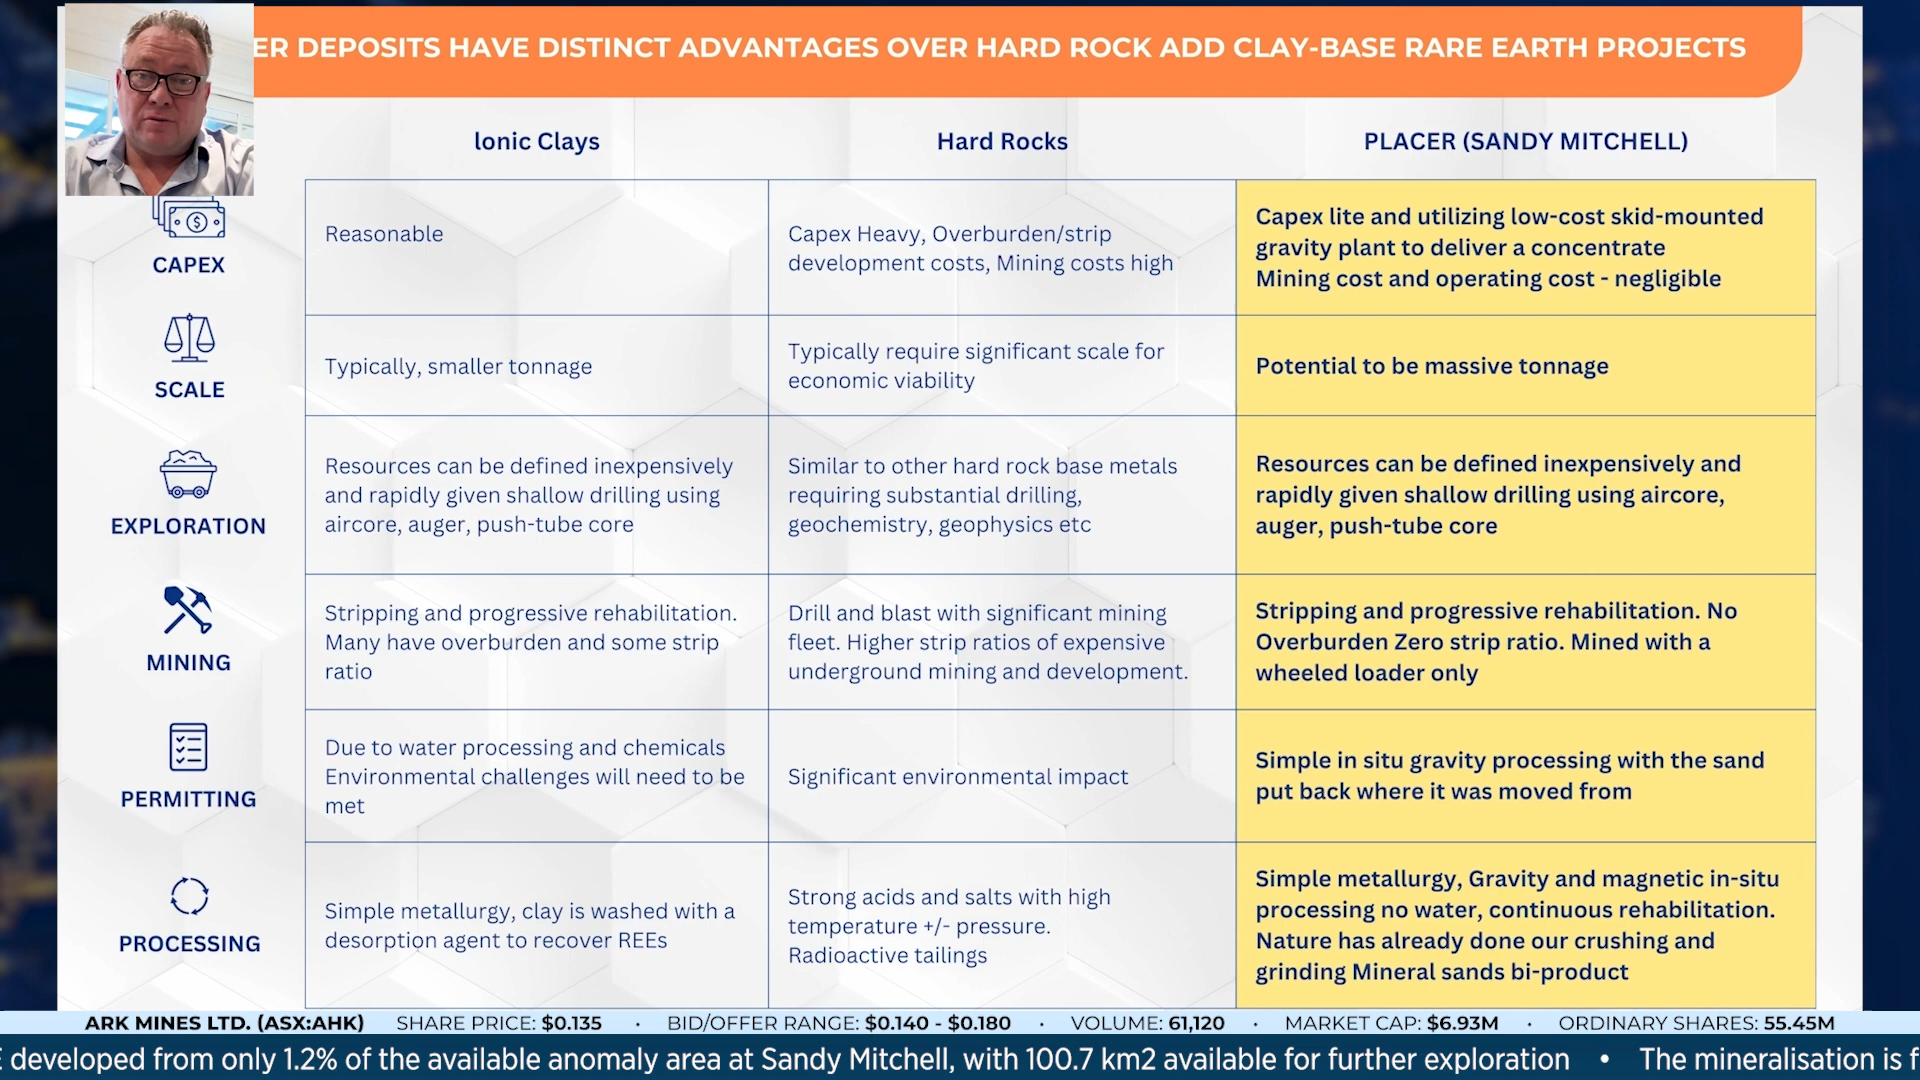 ER DEPOSITS HAVE DISTINCT ADVANTAGES OVER HARD ROCK ADD CLAY-BASE RARE EARTH PROJECTS
Ionic Clays
Hard Rocks
PLACER (SANDY MITCHELL)
CAPEX
Reasonable
Capex Heavy, Overburden/strip
development costs, Mining costs high
Capex lite and utilizing low-cost skid-mounted
gravity plant to deliver a concentrate
Mining cost and operating cost - negligible
SCALE
Typically, smaller tonnage
Typically require significant scale for
economic viability
Potential to be massive tonnage
EXPLORATION
Resources can be defined inexpensively
and rapidly given shallow drilling using
aircore, auger, push-tube core
Similar to other hard rock base metals
requiring substantial drilling,
geochemistry, geophysics etc
Resources can be defined inexpensively and
rapidly given shallow drilling using aircore,
auger, push-tube core
MINING
Stripping and progressive rehabilitation.
Many have overburden and some strip
ratio
Drill and blast with significant mining
fleet. Higher strip ratios of expensive
underground mining and development.
Stripping and progressive rehabilitation. No
Overburden Zero strip ratio. Mined with a
wheeled loader only
PERMITTING
Due to water processing and chemicals
Environmental challenges will need to be
met
Significant environmental impact
Simple in situ gravity processing with the sand
put back where it was moved from
PROCESSING
Simple metallurgy, clay is washed with a
desorption agent to recover REEs
Strong acids and salts with high
temperature +/- pressure.
Radioactive tailings
Simple metallurgy, Gravity and magnetic in-situ
processing no water, continuous rehabilitation.
Nature has already done our crushing and
grinding Mineral sands bi-product
ARK MINES LTD. (ASX:AHK) SHARE PRICE: $0.135 · BID/OFFER RANGE: $0.140 - $0.180 · VOLUME: 61,120 · MARKET CAP: $6.93M · ORDINARY SHARES: 55.45M
E developed from only 1.2% of the available anomaly area at Sandy Mitchell, with 100.7 km2 available for further exploration • The mineralisation is f